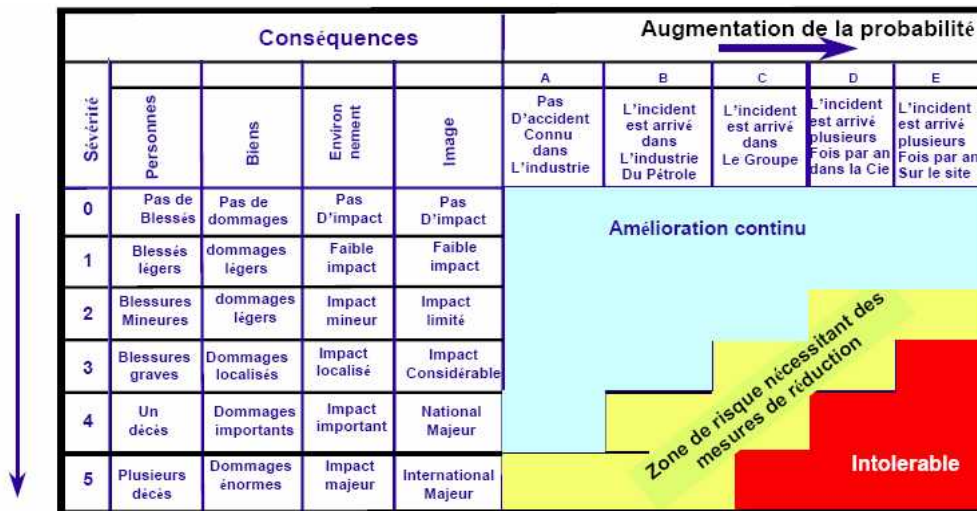 Conséquences
Augmentation de la probabilité
Sévérité
Personnes
Biens
Environ
nement
Image
A
B
C
D
E
Pas
D'accident
Connu
dans
L'industrie
L'incident
est arrivé
dans
L'industrie
Du Pétrole
L'incident
est arrivé
dans
Le Groupe
L'incident
est arrivé
plusieurs
Fois par an
dans la Cie
L'incident
est arrivé
plusieurs
Fois par an
Sur le site
0
Pas de
Blessés
Pas de
dommages
Pas
D'impact
Pas
D'impact
Amélioration continu
1
Blessés
légers
dommages
légers
Faible
impact
Faible
impact
2
Blessures
Mineures
dommages
légers
Impact
mineur
Impact
limité
3
Blessures
graves
Dommages
localisés
Impact
localisé
Impact
Considérable
4
Un
décès
Dommages
importants
Impact
important
National
Majeur
5
Plusieurs
décès
Dommages
énormes
Impact
majeur
International
Majeur
Zone de risque nécessitant des
mesures de réduction
Intolerable